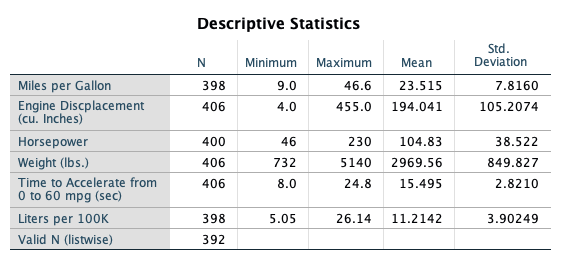 Descriptive Statistics
N Minimum Maximum Mean Std. Deviation
Miles per Gallon 398 9.0 46.6 23.515 7.8160
Engine Discplacement (cu. Inches) 406 4.0 455.0 194.041 105.2074
Horsepower 400 46 230 104.83 38.522
Weight (lbs.) 406 732 5140 2969.56 849.827
Time to Accelerate from 0 to 60 mpg (sec) 406 8.0 24.8 15.495 2.8210
Liters per 100K 398 5.05 26.14 11.2142 3.90249
Valid N (listwise) 392